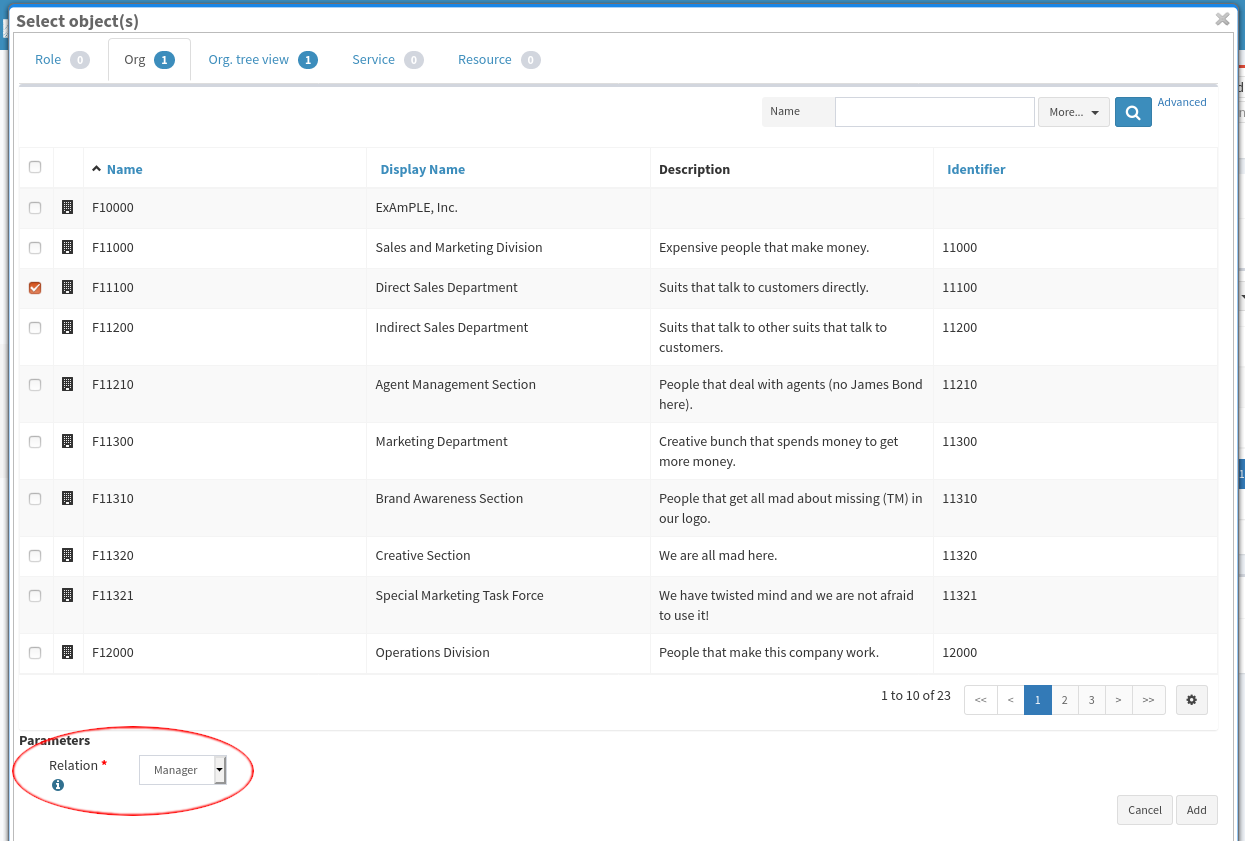 Select object(s)
Role 0 Org 1 Org. tree view 1 Service 0 Resource 0
Name More... Advanced
Name Display Name Description Identifier
F10000 ExAmPLE, Inc.
F11000 Sales and Marketing Division Expensive people that make money. 11000
F11100 Direct Sales Department Suits that talk to customers directly. 11100
F11200 Indirect Sales Department Suits that talk to other suits that talk to 11200
customers.
F11210 Agent Management Section People that deal with agents (no James Bond 11210
here).
F11300 Marketing Department Creative bunch that spends money to get 11300
more money.
F11310 Brand Awareness Section People that get all mad about missing (TM) in 11310
our logo.
F11320 Creative Section We are all mad here. 11320
F11321 Special Marketing Task Force We have twisted mind and we are not afraid 11321
to use it!
F12000 Operations Division People that make this company work. 12000
1 to 10 of 23 << < 1 2 3 > >>
Parameters
Relation * Manager
Cancel Add